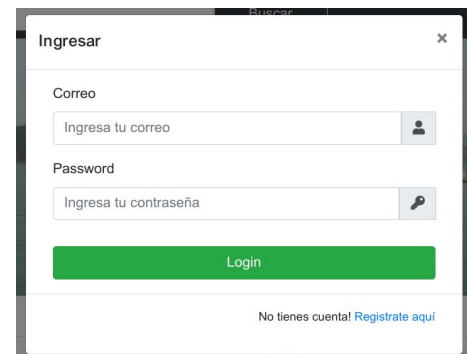 Buscar
Ingresar ×
Correo
Ingresa tu correo
Password
Ingresa tu contraseña
Login
No tienes cuenta! Registrate aquí